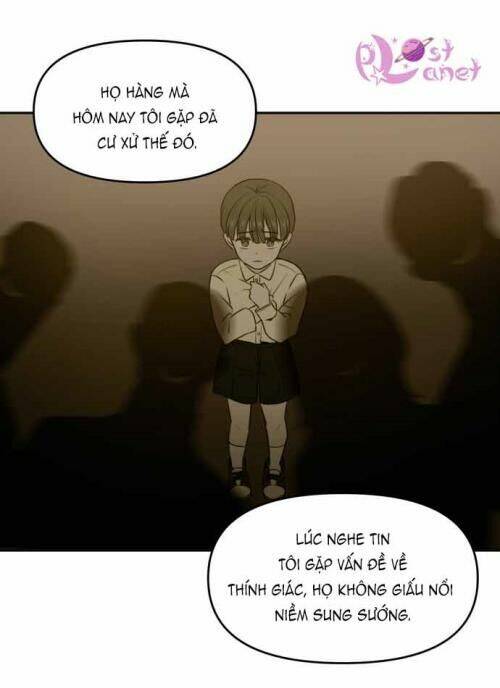 Lost
Planet
HỌ HÀNG MÀ
HÔM NAY TÔI GẶP ĐÃ
CƯ XỬ THẾ ĐÓ.
LÚC NGHE TIN
TÔI GẶP VẤN ĐỀ VỀ
THÍNH GIÁC, HỌ KHÔNG GIẤU NỔI
NIỀM SUNG SƯỚNG.